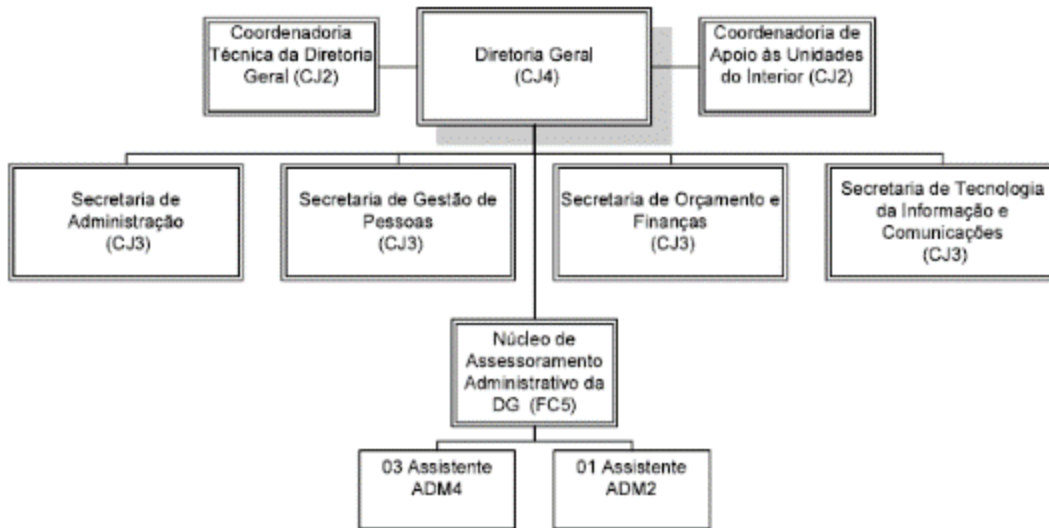 Coordenadoria
Técnica da Diretoria
Geral (CJ2)
Diretoria Geral
(CJ4)
Coordenadoria de
Apoio às Unidades
do Interior (CJ2)
Secretaria de
Administração
(CJ3)
Secretaria de Gestão de
Pessoas
(CJ3)
Secretaria de Orçamento e
Finanças
(CJ3)
Secretaria de Tecnologia
da Informação e
Comunicações
(CJ3)
Núcleo de
Assessoramento
Administrativo da
DG (FC5)
03 Assistente
ADM4
01 Assistente
ADM2